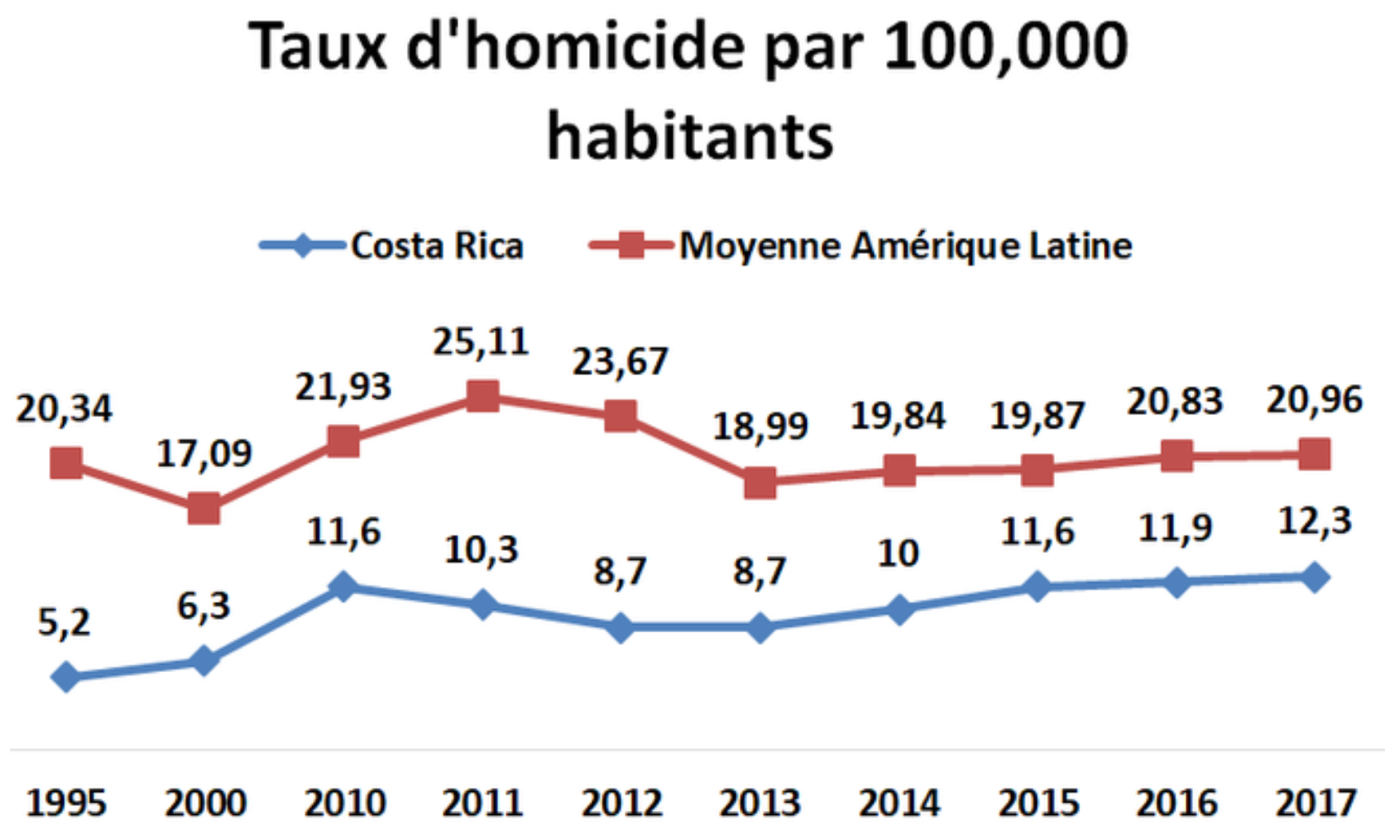 Taux d'homicide par 100,000
habitants
Costa Rica Moyenne Amérique Latine
20,34 17,09 21,93 25,11 23,67 18,99 19,84 19,87 20,83 20,96
5,2 6,3 11,6 10,3 8,7 8,7 10 11,6 11,9 12,3
1995 2000 2010 2011 2012 2013 2014 2015 2016 2017